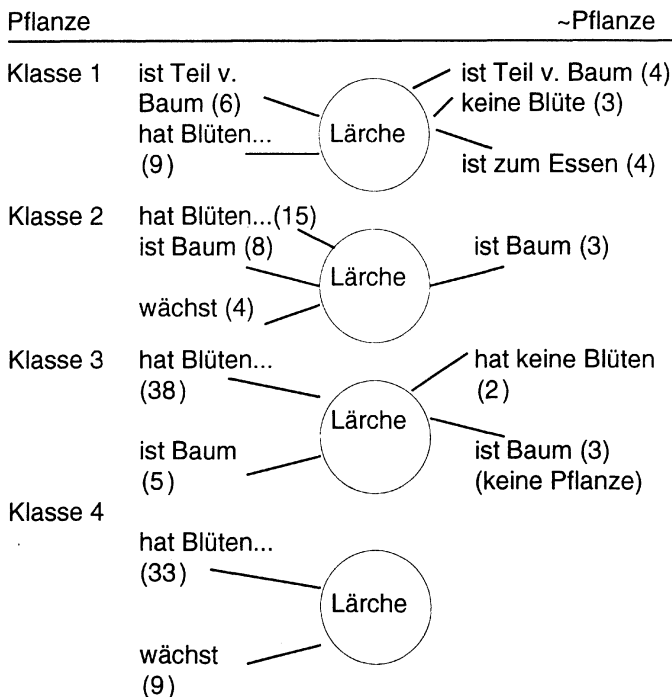 Pflanze ~Pflanze
Klasse 1 ist Teil v. ist Teil v. Baum (4)
Baum (6) keine Blüte (3)
hat Blüten... Lärche
(9) ist zum Essen (4)
Klasse 2 hat Blüten...(15)
ist Baum (8) ist Baum (3)
Lärche
wächst (4)
Klasse 3 hat Blüten... hat keine Blüten
(38) (2)
Lärche
ist Baum ist Baum (3)
(5) (keine Pflanze)
Klasse 4
hat Blüten...
(33)
Lärche
wächst
(9)